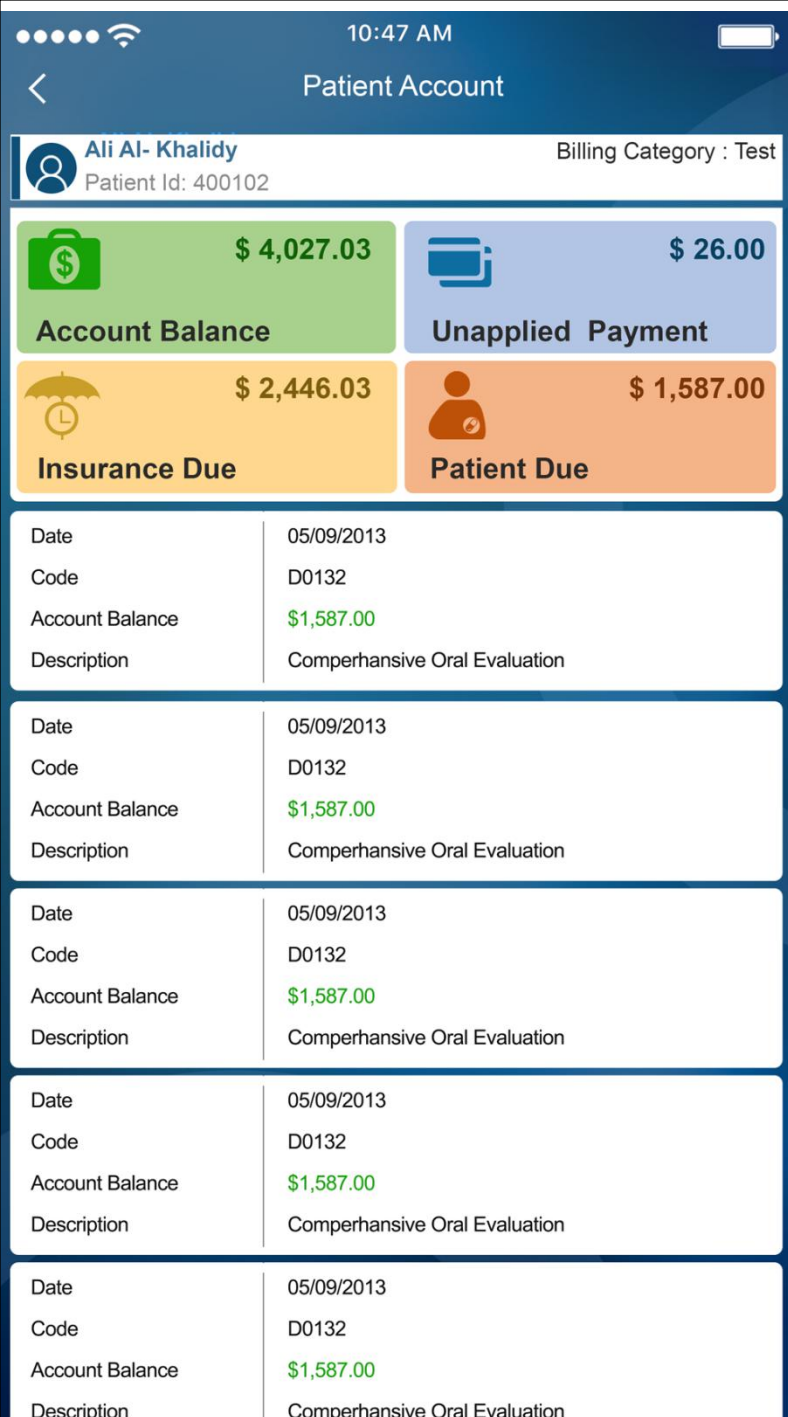 10:47 AM
Patient Account
Ali Al- Khalidy
Billing Category : Test
Patient Id: 400102
$ 4,027.03
Account Balance
$ 26.00
Unapplied Payment
$ 2,446.03
Insurance Due
$ 1,587.00
Patient Due
Date 05/09/2013
Code D0132
Account Balance $1,587.00
Description Comperhansive Oral Evaluation
Date 05/09/2013
Code D0132
Account Balance $1,587.00
Description Comperhansive Oral Evaluation
Date 05/09/2013
Code D0132
Account Balance $1,587.00
Description Comperhansive Oral Evaluation
Date 05/09/2013
Code D0132
Account Balance $1,587.00
Description Comperhansive Oral Evaluation
Date 05/09/2013
Code D0132
Account Balance $1,587.00
Description Comperhansive Oral Evaluation